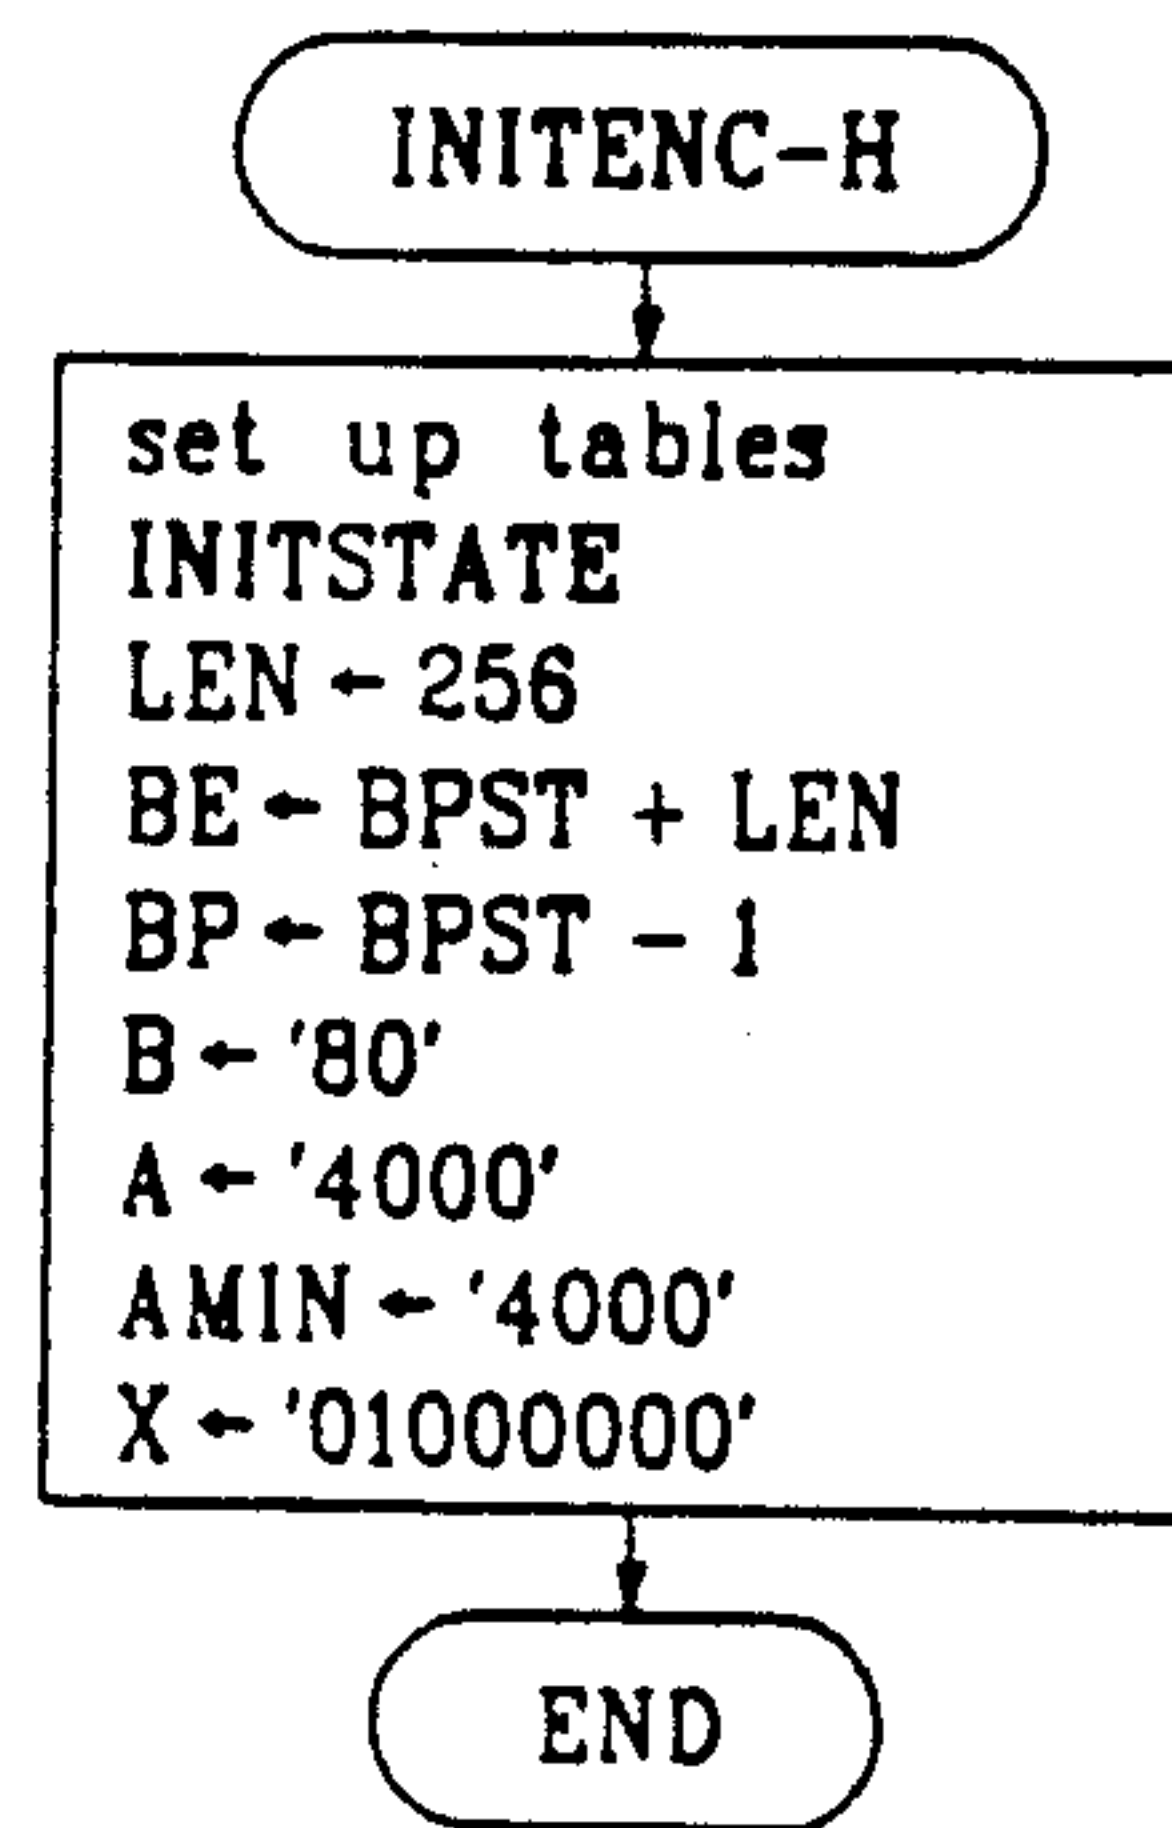 INITENC-H
set up tables
INITSTATE
LEN ← 256
BE ← BPST + LEN
BP ← BPST - 1
B ← '80'
A ← '4000'
AMIN ← '4000'
X ← '01000000'
END